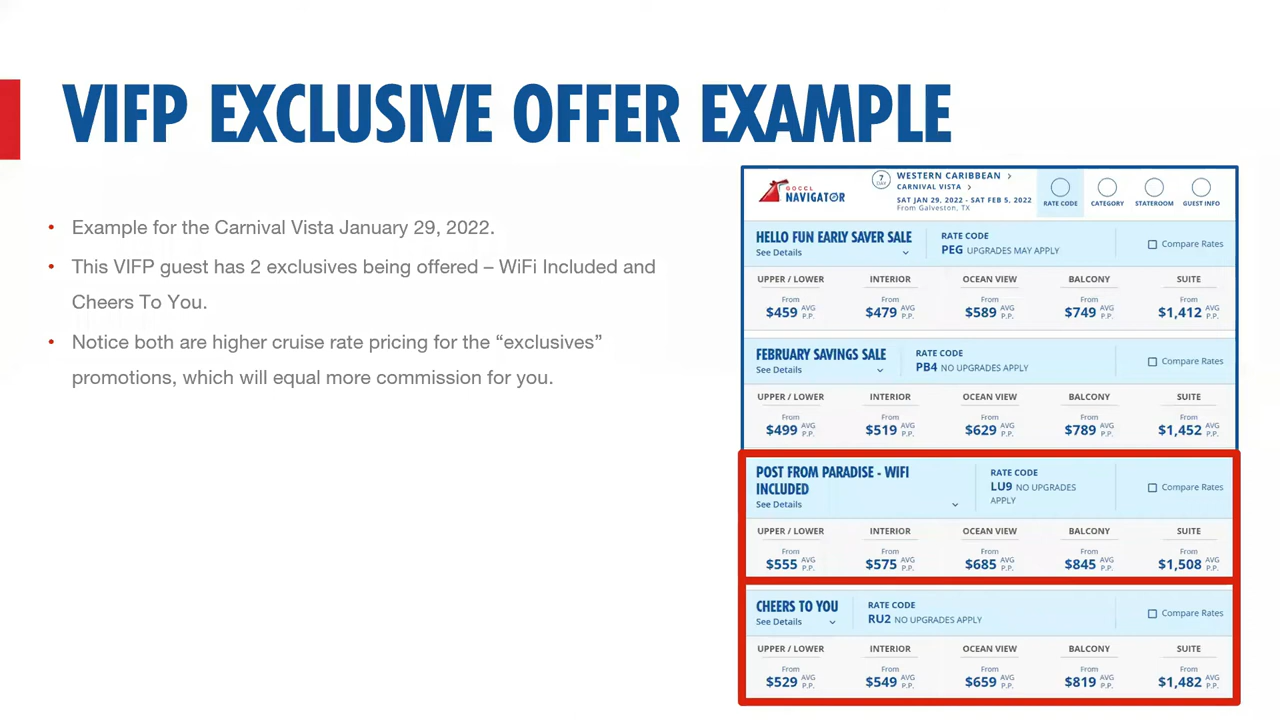 VIFP EXCLUSIVE OFFER EXAMPLE
• Example for the Carnival Vista January 29, 2022.
• This VIFP guest has 2 exclusives being offered – WiFi Included and
Cheers To You.
• Notice both are higher cruise rate pricing for the “exclusives”
promotions, which will equal more commission for you.
GOCCL
NAVIGATOR
7
DAY
WESTERN CARIBBEAN >
CARNIVAL VISTA >
SAT JAN 29, 2022 - SAT FEB 5, 2022
From Galveston, TX
RATE CODE CATEGORY STATEROOM GUEST INFO
HELLO FUN EARLY SAVER SALE
See Details
RATE CODE
PEG UPGRADES MAY APPLY
Compare Rates
UPPER / LOWER INTERIOR OCEAN VIEW BALCONY SUITE
From From From From From
$459 AVG P.P. $479 AVG P.P. $589 AVG P.P. $749 AVG P.P. $1,412 AVG P.P.
FEBRUARY SAVINGS SALE
See Details
RATE CODE
PB4 NO UPGRADES APPLY
Compare Rates
UPPER / LOWER INTERIOR OCEAN VIEW BALCONY SUITE
From From From From From
$499 AVG P.P. $519 AVG P.P. $629 AVG P.P. $789 AVG P.P. $1,452 AVG P.P.
POST FROM PARADISE - WIFI
INCLUDED
See Details
RATE CODE
LU9 NO UPGRADES
APPLY
Compare Rates
UPPER / LOWER INTERIOR OCEAN VIEW BALCONY SUITE
From From From From From
$555 AVG P.P. $575 AVG P.P. $685 AVG P.P. $845 AVG P.P. $1,508 AVG P.P.
CHEERS TO YOU
See Details
RATE CODE
RU2 NO UPGRADES APPLY
Compare Rates
UPPER / LOWER INTERIOR OCEAN VIEW BALCONY SUITE
From From From From From
$529 AVG P.P. $549 AVG P.P. $659 AVG P.P. $819 AVG P.P. $1,482 AVG P.P.